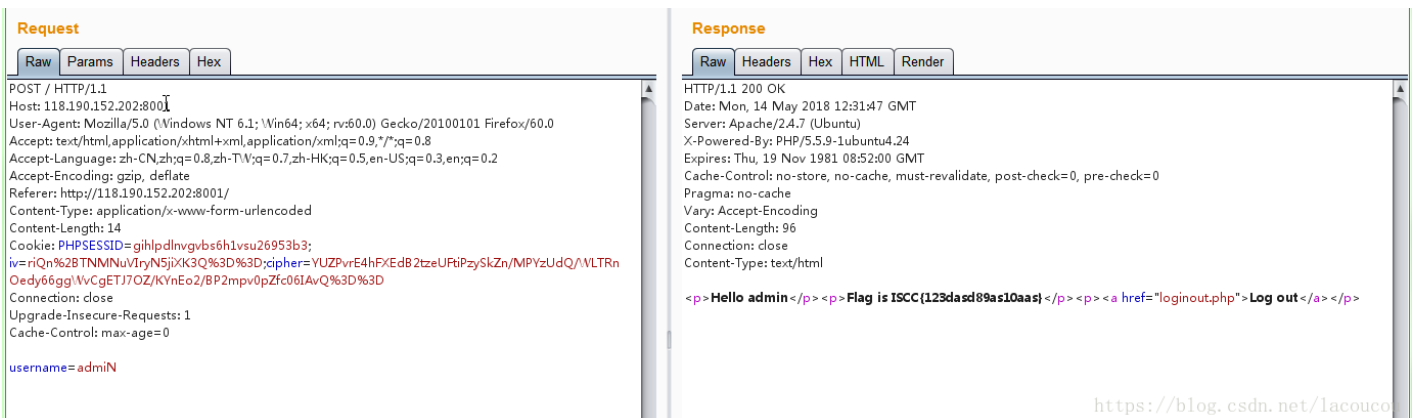 Request
Raw Params Headers Hex
POST / HTTP/1.1
Host: 118.190.152.202:8001
User-Agent: Mozilla/5.0 (Windows NT 6.1; Win64; x64; rv:60.0) Gecko/20100101 Firefox/60.0
Accept: text/html,application/xhtml+xml,application/xml;q=0.9,*/*;q=0.8
Accept-Language: zh-CN,zh;q=0.8,zh-TW;q=0.7,zh-HK;q=0.5,en-US;q=0.3,en;q=0.2
Accept-Encoding: gzip, deflate
Referer: http://118.190.152.202:8001/
Content-Type: application/x-www-form-urlencoded
Content-Length: 14
Cookie: PHPSESSID=gihlpdlnvgvbs6h1vsu26953b3;
iv=riQn%2BTNMNuVIryN5jiXK3Q%3D%3D;cipher=YUZPvrE4hFXEdB2tzeUFtiPzySkZn/MPYzUdQ/WLTRn
Oedy66ggWvCgETJ7OZ/KYnEo2/BP2mpv0pZfc06IAvQ%3D%3D
Connection: close
Upgrade-Insecure-Requests: 1
Cache-Control: max-age=0
username=admiN
Response
Raw Headers Hex HTML Render
HTTP/1.1 200 OK
Date: Mon, 14 May 2018 12:31:47 GMT
Server: Apache/2.4.7 (Ubuntu)
X-Powered-By: PHP/5.5.9-1ubuntu4.24
Expires: Thu, 19 Nov 1981 08:52:00 GMT
Cache-Control: no-store, no-cache, must-revalidate, post-check=0, pre-check=0
Pragma: no-cache
Vary: Accept-Encoding
Content-Length: 96
Connection: close
Content-Type: text/html
<p>Hello admin</p><p>Flag is ISCC{123dasd89as10aas}</p><p><a href="loginout.php">Log out</a></p>
https://blog.csdn.net/lacoucou